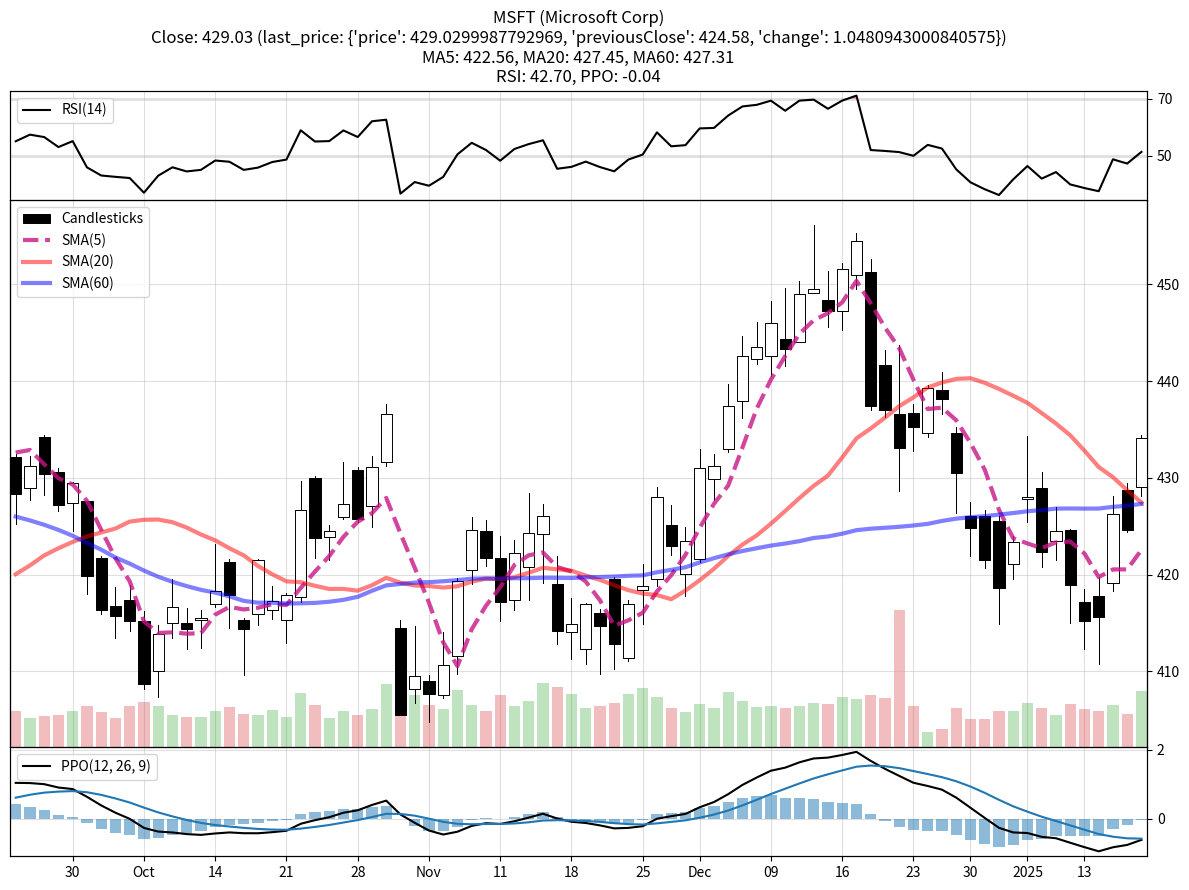 MSFT (Microsoft Corp)
Close: 429.03 (last_price: {'price': 429.0299987792969, 'previousClose': 424.58, 'change': 1.0480943000840575})
MA5: 422.56, MA20: 427.45, MA60: 427.31
RSI: 42.70, PPO: -0.04
RSI(14)
70
50
Candlesticks
SMA(5)
SMA(20)
SMA(60)
450
440
430
420
410
PPO(12, 26, 9)
2
0
30 Oct 14 21 28 Nov 11 18 25 Dec 09 16 23 30 2025 13